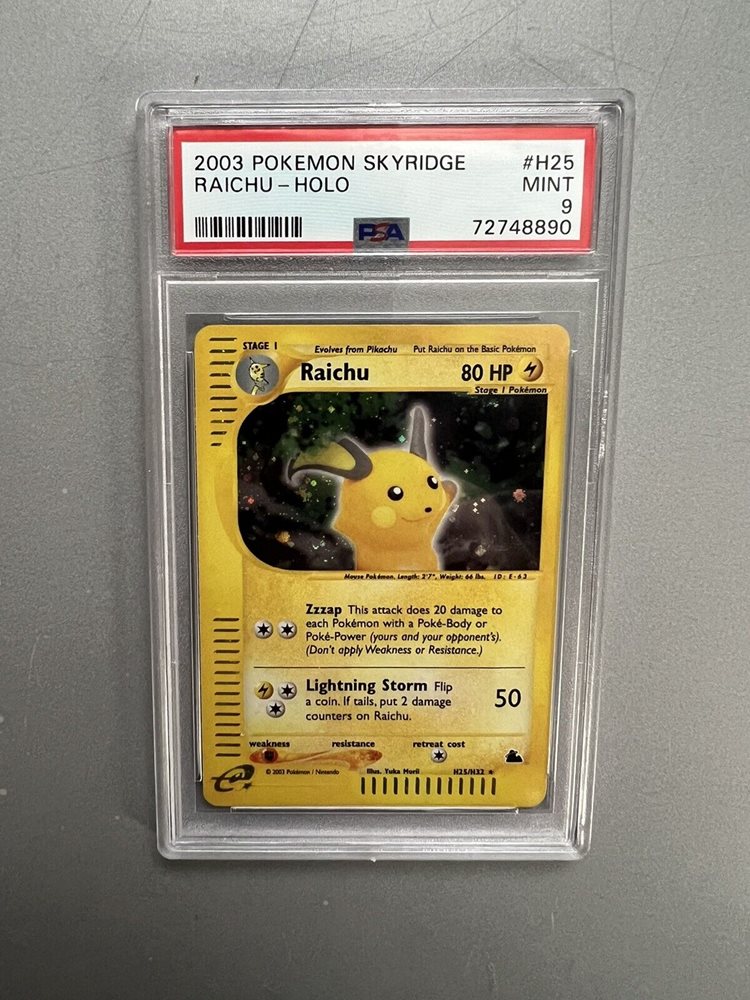 2003 POKEMON SKYRIDGE #H25
RAICHU - HOLO MINT
9
PSA 72748890
STAGE 1 Evolves from Pikachu Put Raichu on the Basic Pokémon
Raichu 80 HP
Stage 1 Pokémon
Mouse Pokémon. Length: 2'7", Weight: 66 lbs. ID: E-63
Zzzap This attack does 20 damage to
each Pokémon with a Poké-Body or
Poké-Power (yours and your opponent's).
(Don't apply Weakness or Resistance.)
Lightning Storm Flip
a coin. If tails, put 2 damage 50
counters on Raichu.
weakness resistance retreat cost
© 2003 Pokémon / Nintendo Illus. Yuka Morii H25/H32 ★
e